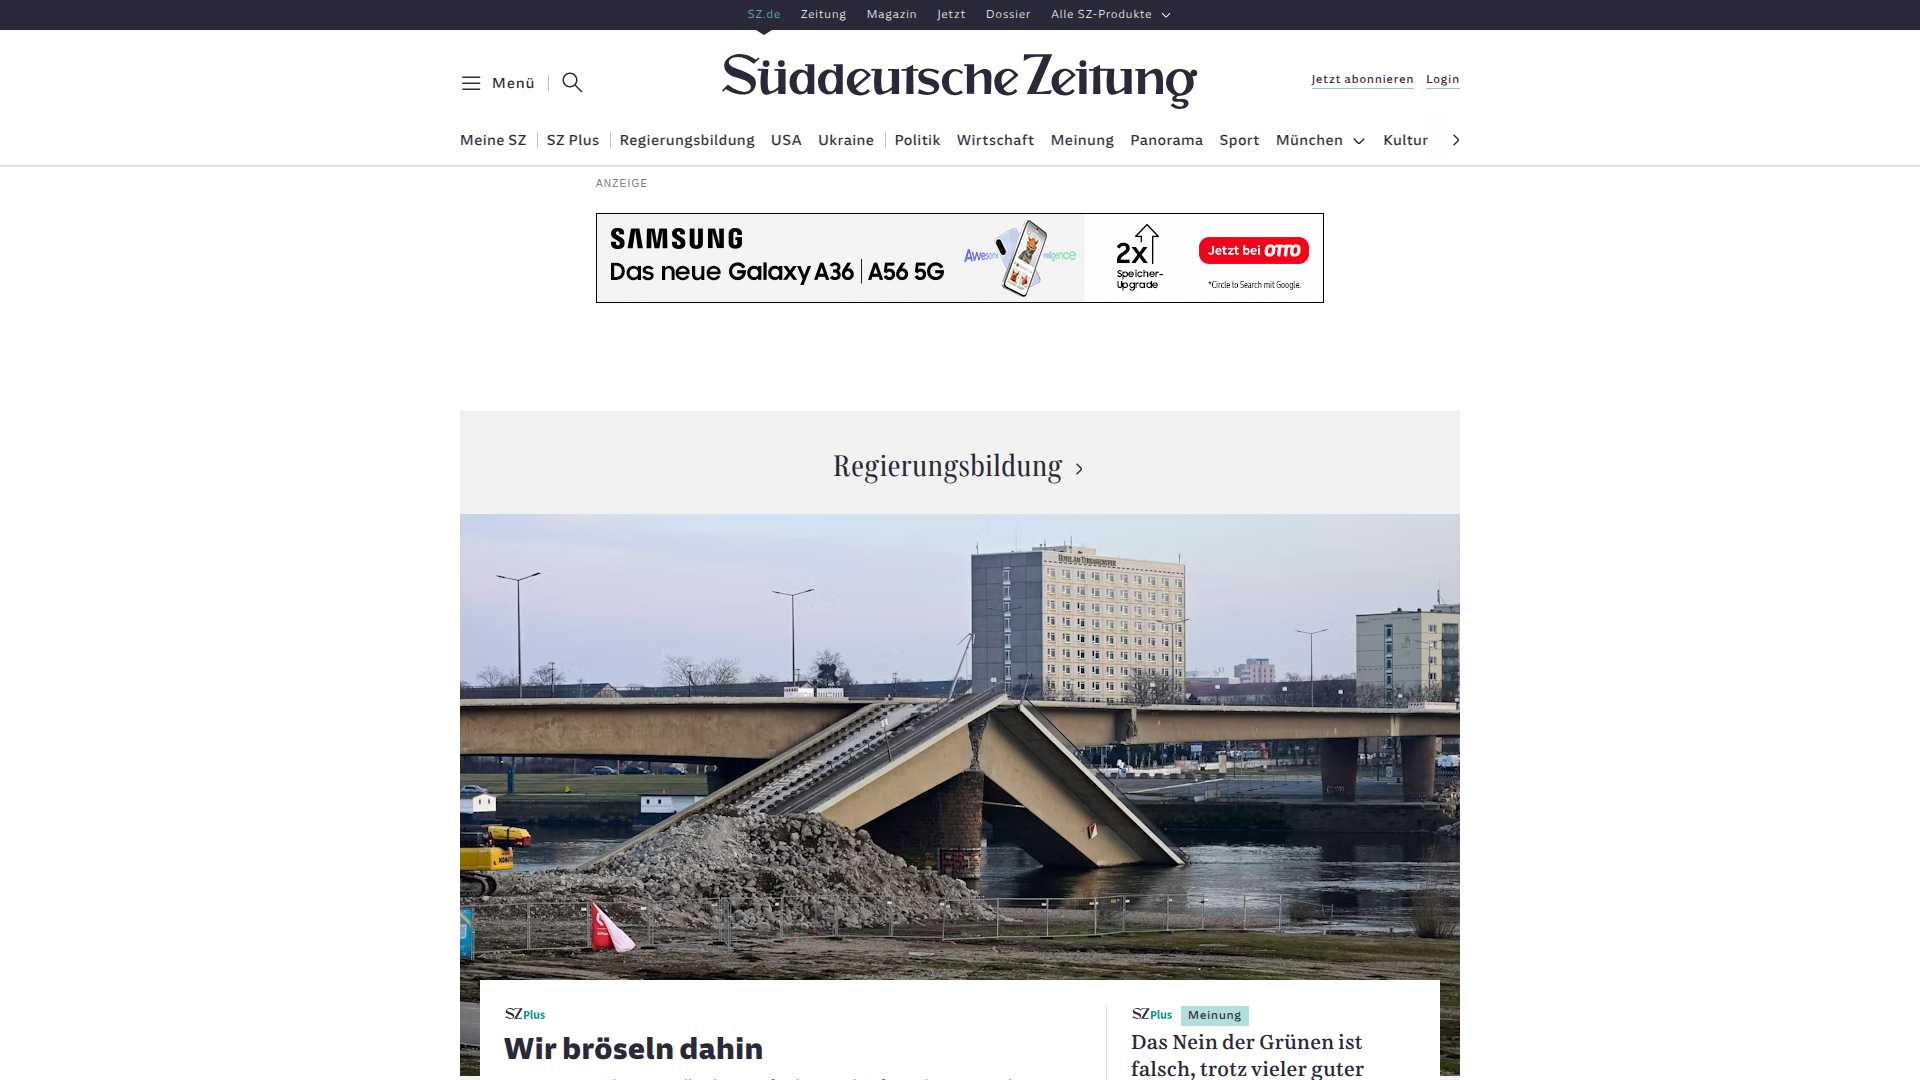 SZ.de Zeitung Magazin Jetzt Dossier Alle SZ-Produkte
Menü
Süddeutsche Zeitung
Jetzt abonnieren Login
Meine SZ SZ Plus Regierungsbildung USA Ukraine Politik Wirtschaft Meinung Panorama Sport München Kultur
ANZEIGE
SAMSUNG
Das neue Galaxy A36 | A56 5G
2x
Speicher-
Upgrade
Jetzt bei OTTO
*Circle to Search mit Google.
Regierungsbildung
SZ Plus
Wir bröseln dahin
SZ Plus Meinung
Das Nein der Grünen ist
falsch, trotz vieler guter